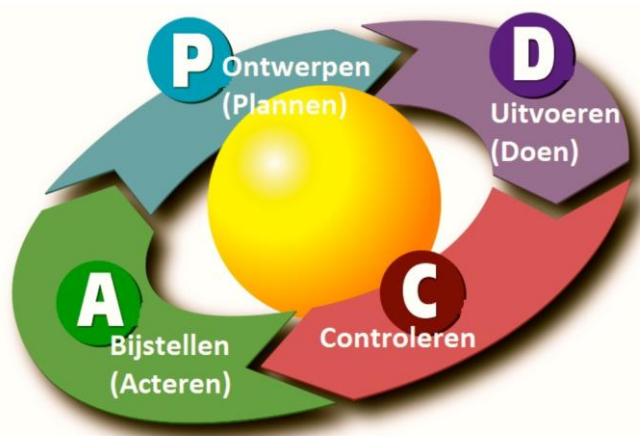 P
Ontwerpen
(Plannen)
D
Uitvoeren
(Doen)
C
Controleren
A
Bijstellen
(Acteren)